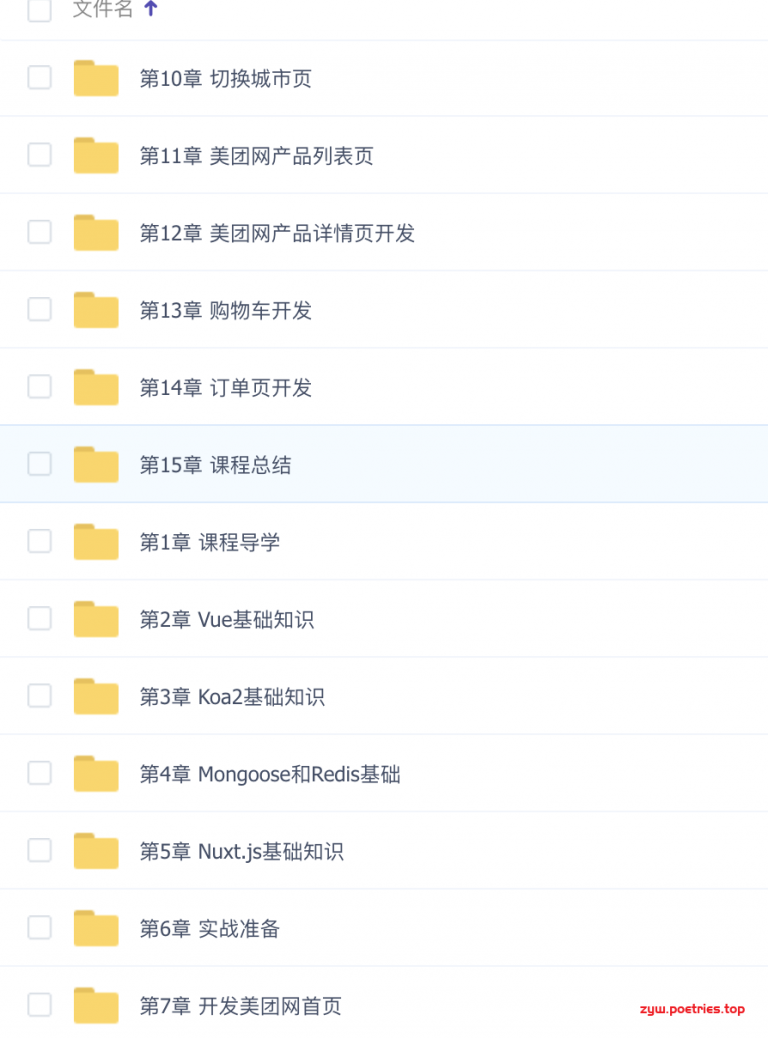 文件名
第10章 切换城市页
第11章 美团网产品列表页
第12章 美团网产品详情页开发
第13章 购物车开发
第14章 订单页开发
第15章 课程总结
第1章 课程导学
第2章 Vue基础知识
第3章 Koa2基础知识
第4章 Mongoose和Redis基础
第5章 Nuxt.js基础知识
第6章 实战准备
第7章 开发美团网首页
zyw.poetries.top